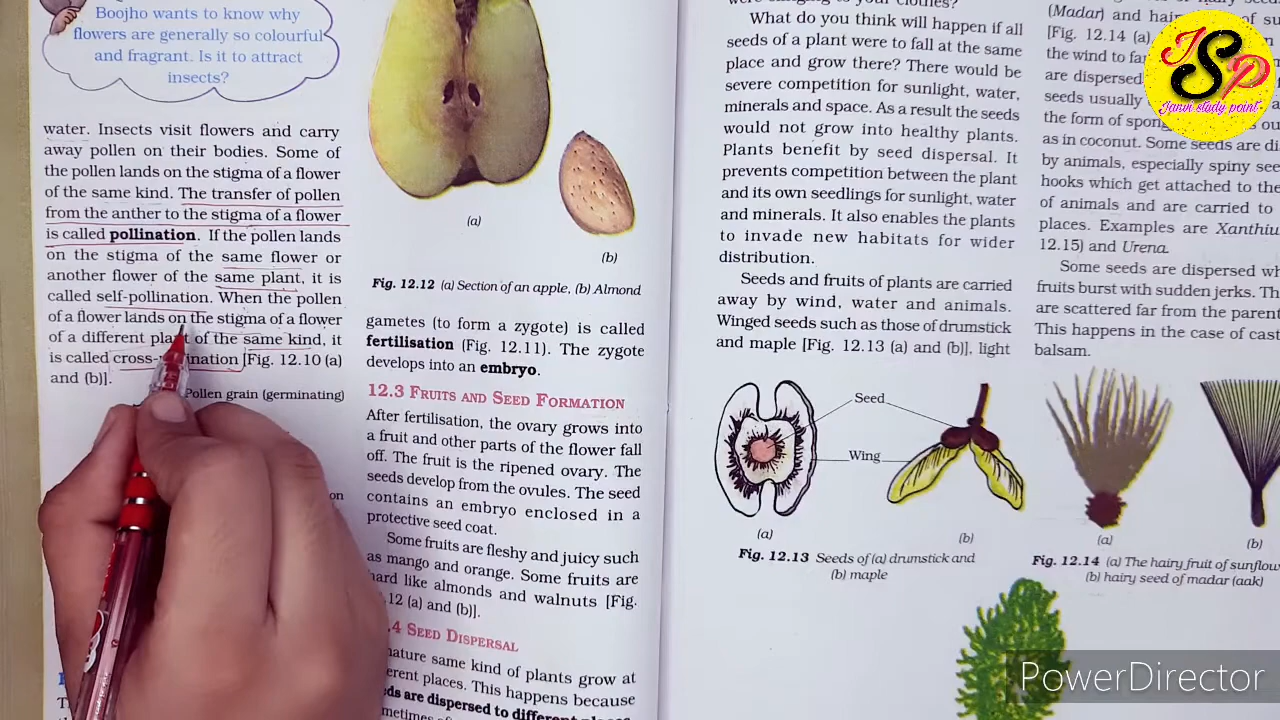 Boojho wants to know why
flowers are generally so colourful
and fragrant. Is it to attract
insects?
water. Insects visit flowers and carry
away pollen on their bodies. Some of
the pollen lands on the stigma of a flower
of the same kind. The transfer of pollen
from the anther to the stigma of a flower
is called pollination. If the pollen lands
on the stigma of the same flower or
another flower of the same plant, it is
called self-pollination. When the pollen
of a flower lands on the stigma of a flower
of a different plant of the same kind, it
is called [Fig. 12.10 (a)
and (b)].
Pollen grain (germinating)
(a)
(b)
Fig. 12.12 (a) Section of an apple, (b) Almond
gametes (to form a zygote) is called
fertilisation (Fig. 12.11). The zygote
develops into an embryo.
12.3 FRUITS AND SEED FORMATION
After fertilisation, the ovary grows into
a fruit and other parts of the flower fall
off. The fruit is the ripened ovary. The
seeds develop from the ovules. The seed
contains an embryo enclosed in a
protective seed coat.
Some fruits are fleshy and juicy such
as mango and orange. Some fruits are
hard like almonds and walnuts [Fig.
12 (a) and (b)].
4 SEED DISPERSAL
nature same kind of plants grow at
places. This happens because
are dispersed to different
What do you think will happen if all
seeds of a plant were to fall at the same
place and grow there? There would be
severe competition for sunlight, water,
minerals and space. As a result the seeds
would not grow into healthy plants.
Plants benefit by seed dispersal. It
prevents competition between the plant
and its own seedlings for sunlight, water
and minerals. It also enables the plants
to invade new habitats for wider
distribution.
Seeds and fruits of plants are carried
away by wind, water and animals.
Winged seeds such as those of drumstick
and maple [Fig. 12.13 (a) and (b)], light
Seed
Wing
(a)
(b)
Fig. 12.13 Seeds of (a) drumstick and
(b) maple
(Madar) and of
[Fig. 12.14 (a)
the wind to
are dispersed
seeds usually
the form of
as in coconut. Some seeds are
by animals, especially spiny
hooks which get attached to the
of animals and are carried to
places. Examples are
12.15) and Urena.
Some seeds are dispersed
fruits burst with sudden jerks.
are scattered far from the parent
This happens in the case of
balsam.
(a)
(b)
Fig. 12.14 (a) The hairy fruit of
(b) hairy seed of madar (aak)
JSP
Janvi study point
PowerDirector